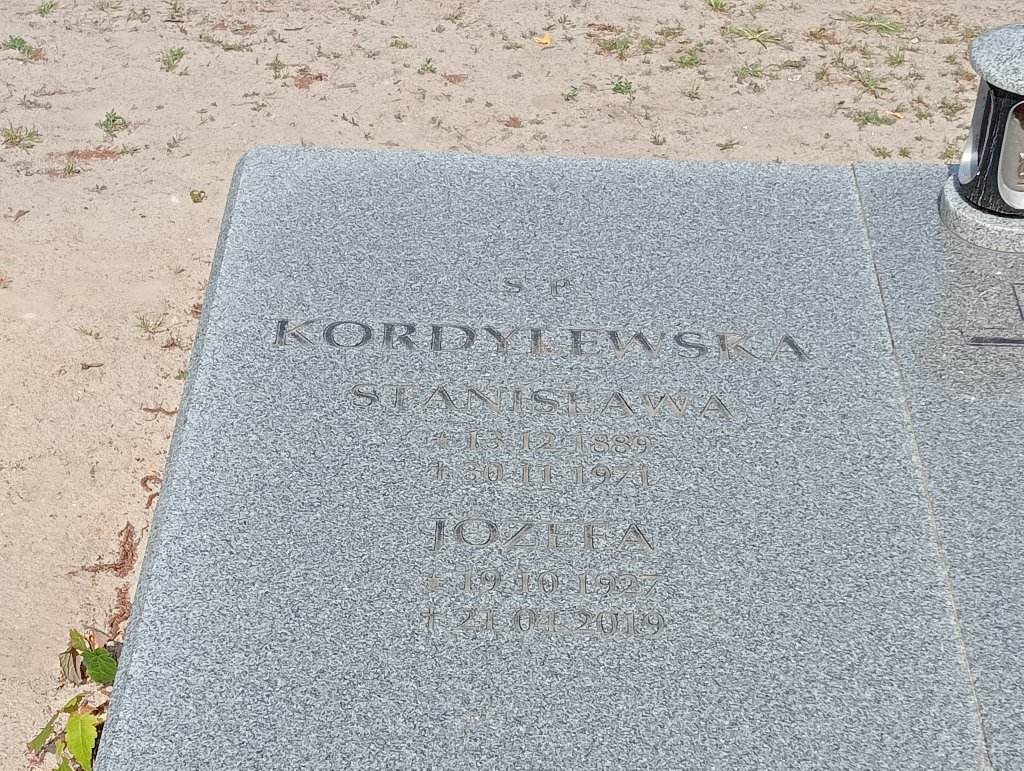 S P
KORDYLEWSKA
STANISŁAWA
* 13.12.1889
† 30.11.1971
JÓZEFA
* 19.10.1927
† 21.04.2019